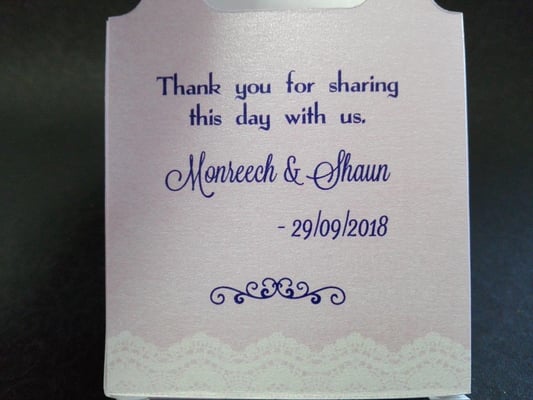 Thank you for sharing
this day with us.
Monreech & Shaun
- 29/09/2018